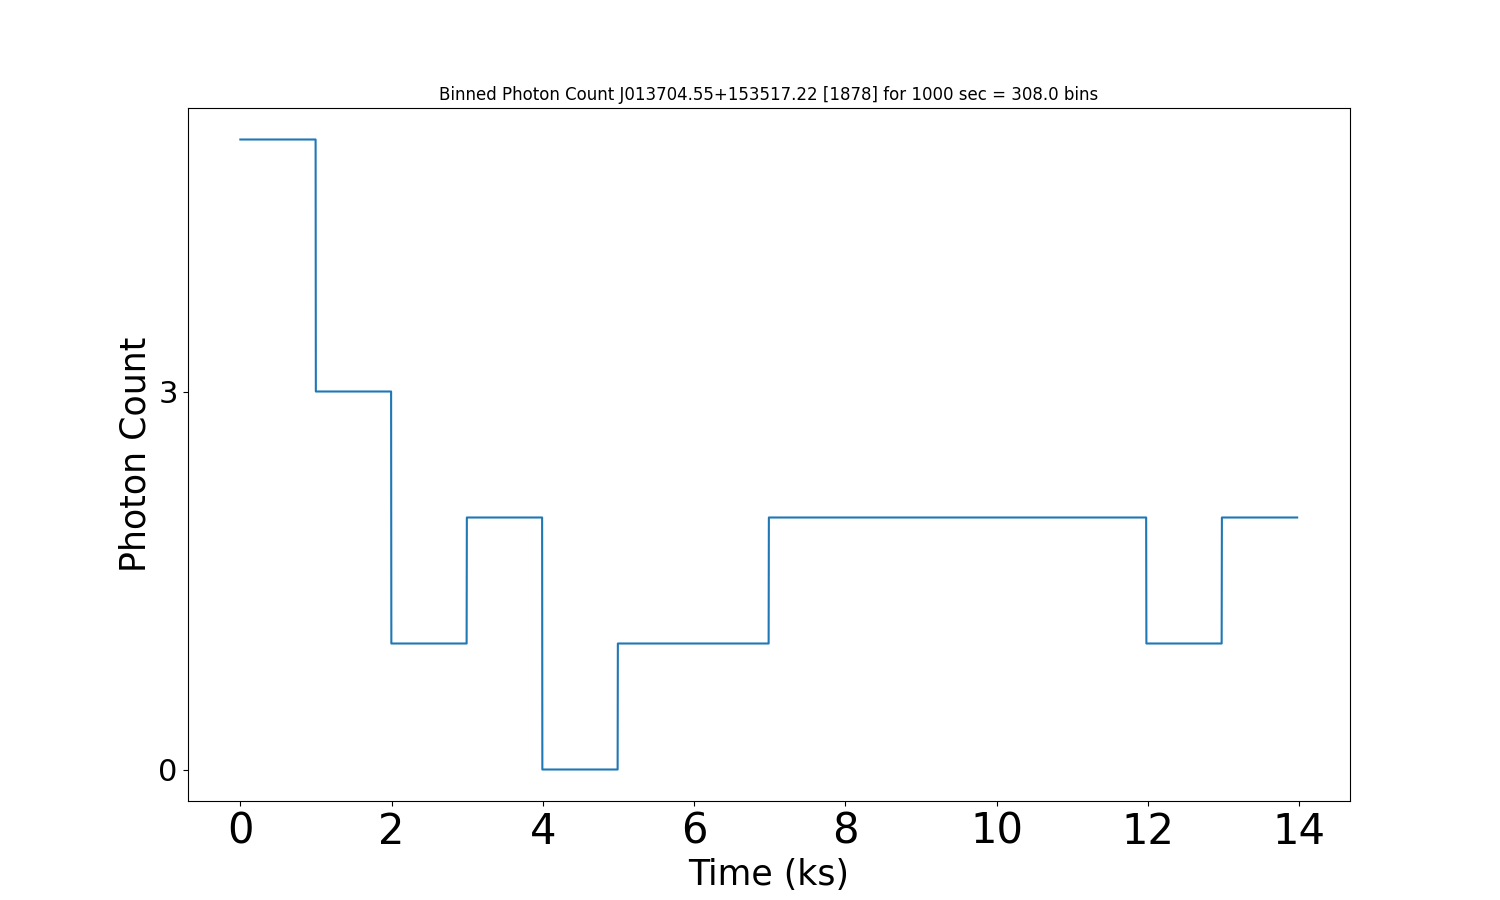 Binned Photon Count J013704.55+153517.22 [1878] for 1000 sec = 308.0 bins
Photon Count
3
0
0 2 4 6 8 10 12 14
Time (ks)